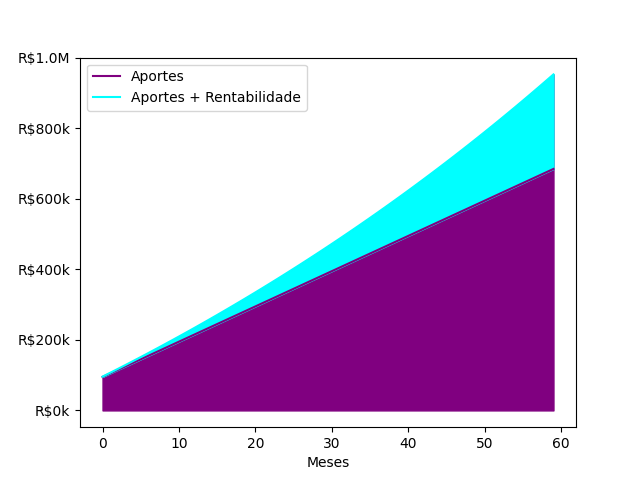 R$1.0M
R$800k
R$600k
R$400k
R$200k
R$0k
Aportes
Aportes + Rentabilidade
0 10 20 30 40 50 60
Meses